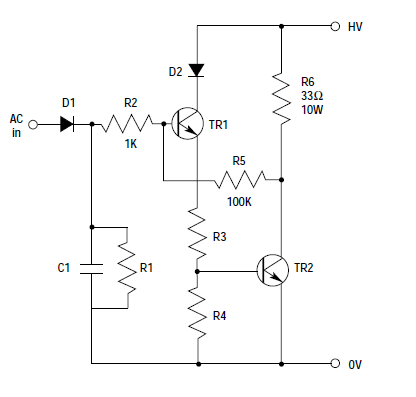 HV
D2
R6
33Ω
10W
D1
R2
AC
in
TR1
1K
R5
100K
R3
C1
R1
TR2
R4
0V